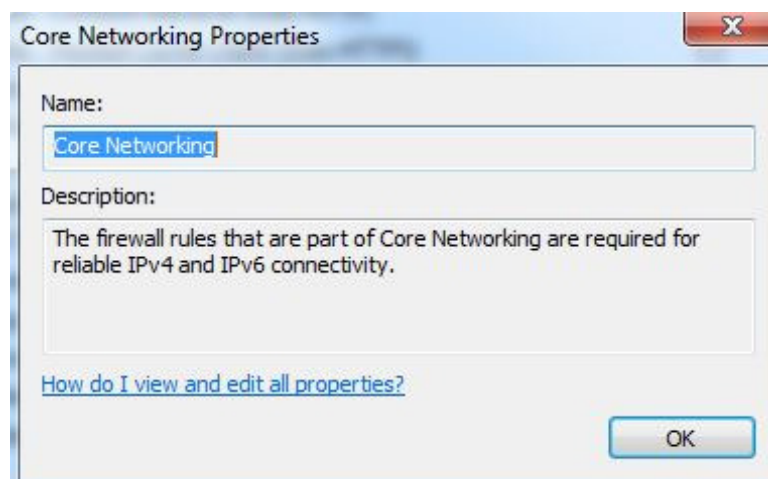 Core Networking Properties
Name:
Core Networking
Description:
The firewall rules that are part of Core Networking are required for
reliable IPv4 and IPv6 connectivity.
How do I view and edit all properties?
OK